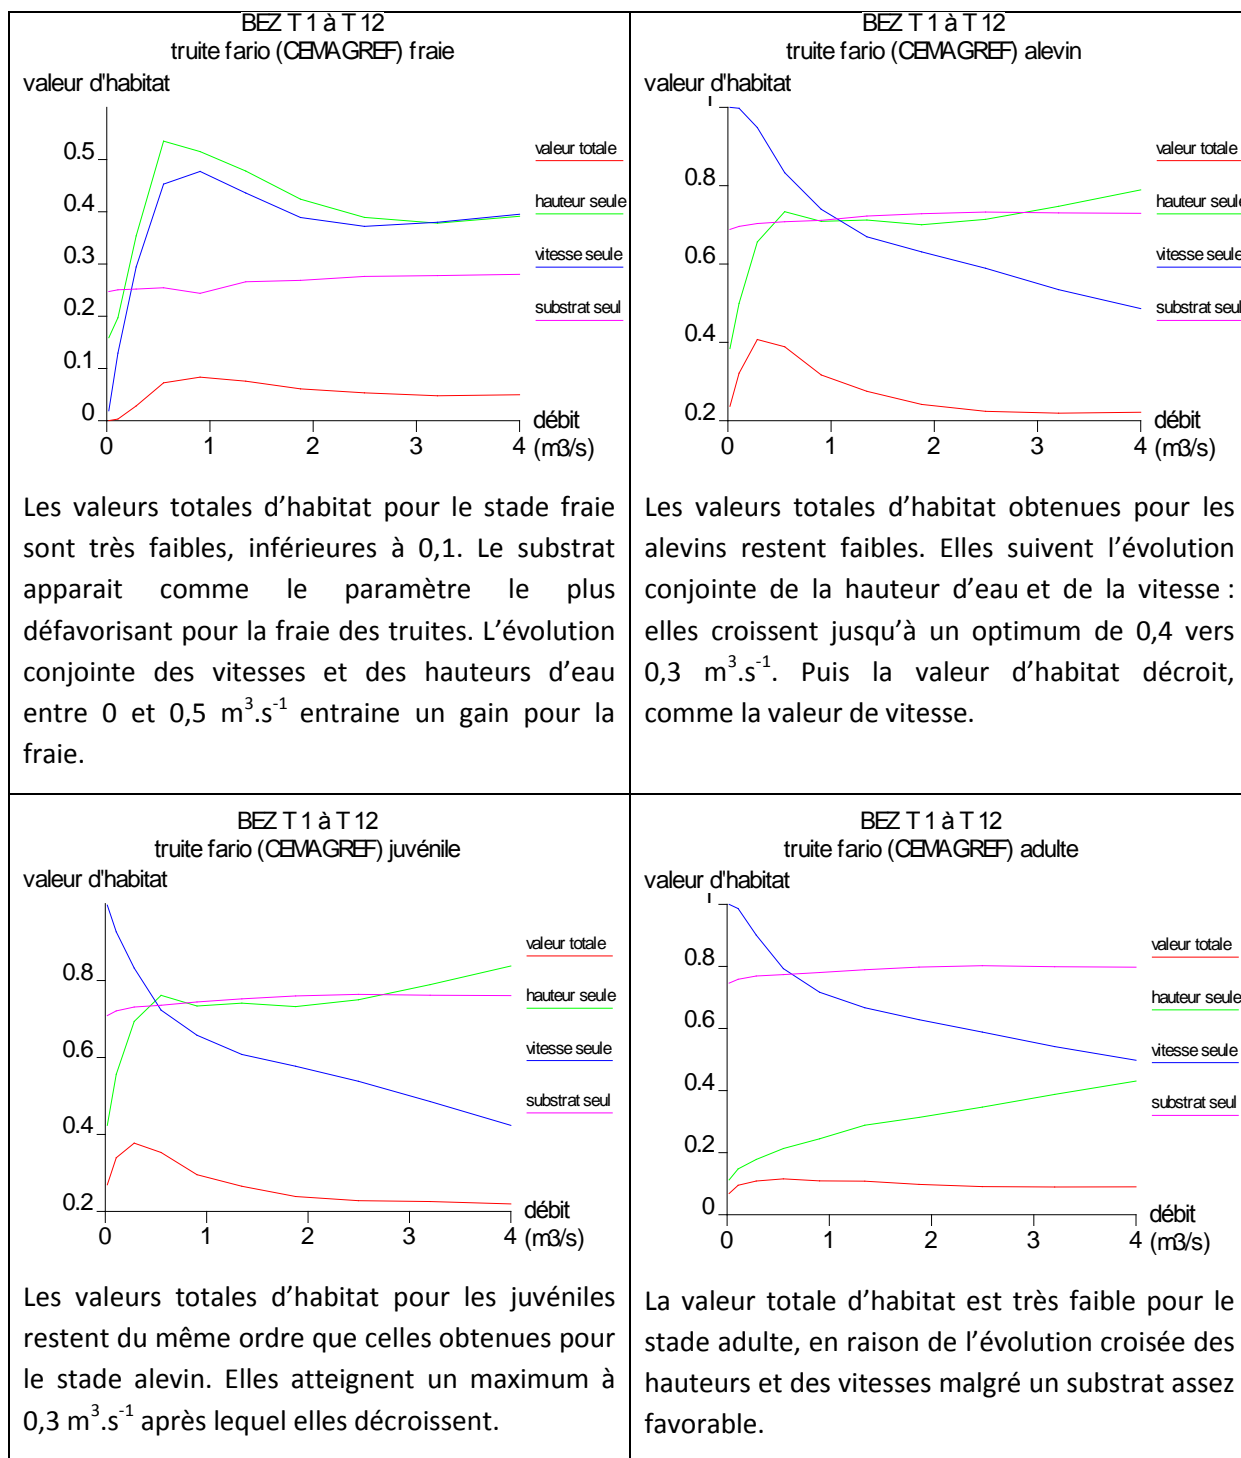 BEZ T 1 à T 12
truite fario (CEMAGREF) fraie
valeur d'habitat
0.5
0.4
0.3
0.2
0.1
0
0
1
2
3
4
débit
(m3/s)
valeur totale
hauteur seule
vitesse seule
substrat seul
Les valeurs totales d’habitat pour le stade fraie
sont très faibles, inférieures à 0,1. Le substrat
apparait comme le paramètre le plus
défavorisant pour la fraie des truites. L’évolution
conjointe des vitesses et des hauteurs d’eau
entre 0 et 0,5 m³.s⁻¹ entraine un gain pour la
fraie.
BEZ T 1 à T 12
truite fario (CEMAGREF) alevin
valeur d'habitat
0.8
0.6
0.4
0.2
0
1
2
3
4
débit
(m3/s)
valeur totale
hauteur seule
vitesse seule
substrat seul
Les valeurs totales d’habitat obtenues pour les
alevins restent faibles. Elles suivent l’évolution
conjointe de la hauteur d’eau et de la vitesse :
elles croissent jusqu’à un optimum de 0,4 vers
0,3 m³.s⁻¹. Puis la valeur d’habitat décroit,
comme la valeur de vitesse.
BEZ T 1 à T 12
truite fario (CEMAGREF) juvénile
valeur d'habitat
0.8
0.6
0.4
0.2
0
1
2
3
4
débit
(m3/s)
valeur totale
hauteur seule
vitesse seule
substrat seul
Les valeurs totales d’habitat pour les juvéniles
restent du même ordre que celles obtenues pour
le stade alevin. Elles atteignent un maximum à
0,3 m³.s⁻¹ après lequel elles décroissent.
BEZ T 1 à T 12
truite fario (CEMAGREF) adulte
valeur d'habitat
0.8
0.6
0.4
0.2
0
0
1
2
3
4
débit
(m3/s)
valeur totale
hauteur seule
vitesse seule
substrat seul
La valeur totale d’habitat est très faible pour le
stade adulte, en raison de l’évolution croisée des
hauteurs et des vitesses malgré un substrat assez
favorable.